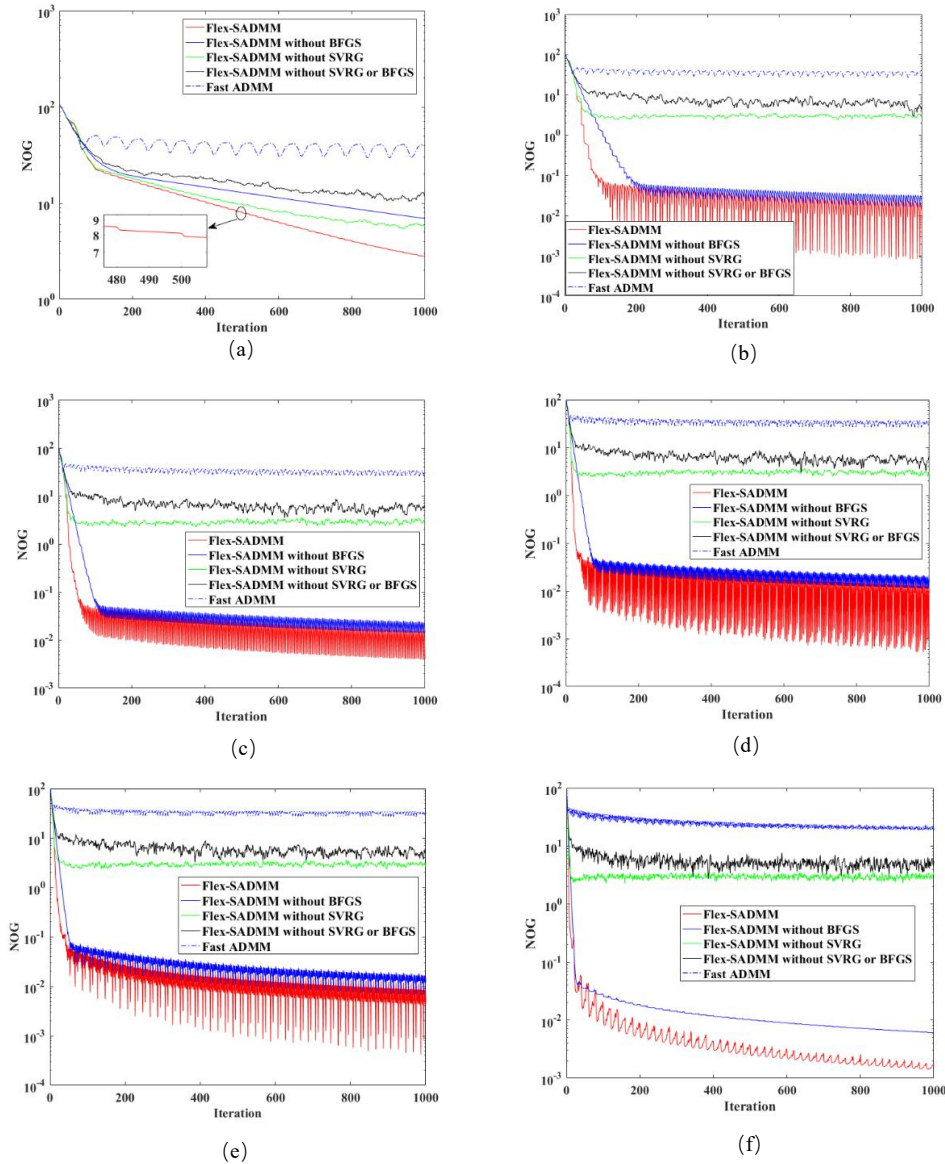 Flex-SADMM
Flex-SADMM without BFGS
Flex-SADMM without SVRG
Flex-SADMM without SVRG or BFGS
Fast ADMM
10³
10²
10¹
10⁰
NOG
9
8
7
480 490 500
0 200 400 600 800 1000
Iteration
(a)
10³
10²
10¹
10⁰
10⁻¹
10⁻²
10⁻³
10⁻⁴
NOG
Flex-SADMM
Flex-SADMM without BFGS
Flex-SADMM without SVRG
Flex-SADMM without SVRG or BFGS
Fast ADMM
0 200 400 600 800 1000
Iteration
(b)
10³
10²
10¹
10⁰
10⁻¹
10⁻²
10⁻³
NOG
Flex-SADMM
Flex-SADMM without BFGS
Flex-SADMM without SVRG
Flex-SADMM without SVRG or BFGS
Fast ADMM
0 200 400 600 800 1000
Iteration
(c)
10²
10¹
10⁰
10⁻¹
10⁻²
10⁻³
10⁻⁴
NOG
Flex-SADMM
Flex-SADMM without BFGS
Flex-SADMM without SVRG
Flex-SADMM without SVRG or BFGS
Fast ADMM
0 200 400 600 800 1000
Iteration
(d)
10²
10¹
10⁰
10⁻¹
10⁻²
10⁻³
10⁻⁴
NOG
Flex-SADMM
Flex-SADMM without BFGS
Flex-SADMM without SVRG
Flex-SADMM without SVRG or BFGS
Fast ADMM
0 200 400 600 800 1000
Iteration
(e)
10²
10¹
10⁰
10⁻¹
10⁻²
10⁻³
NOG
Flex-SADMM
Flex-SADMM without BFGS
Flex-SADMM without SVRG
Flex-SADMM without SVRG or BFGS
Fast ADMM
0 200 400 600 800 1000
Iteration
(f)